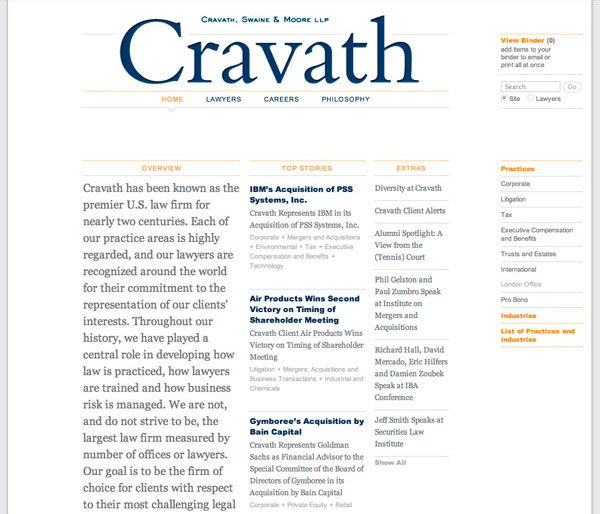 CRAVATH, SWAINE & MOORE LLP
Cravath
HOME
LAWYERS
CAREERS
PHILOSOPHY
View Binder (0)
add items to your
binder to email or
print all at once
Search
Go
Site
Lawyers
OVERVIEW
Cravath has been known as the
premier U.S. law firm for
nearly two centuries. Each of
our practice areas is highly
regarded, and our lawyers are
recognized around the world
for their commitment to the
representation of our clients'
interests. Throughout our
history, we have played a
central role in developing how
law is practiced, how lawyers
are trained and how business
risk is managed. We are not,
and do not strive to be, the
largest law firm measured by
number of offices or lawyers.
Our goal is to be the firm of
choice for clients with respect
to their most challenging legal
TOP STORIES
IBM's Acquisition of PSS
Systems, Inc.
Cravath Represents IBM in its
Acquisition of PSS Systems, Inc.
Corporate + Mergers and Acquisitions
+ Environmental + Tax + Executive
Compensation and Benefits +
Technology
Air Products Wins Second
Victory on Timing of
Shareholder Meeting
Cravath Client Air Products Wins
Victory on Timing of Shareholder
Meeting
Litigation + Mergers, Acquisitions and
Business Transactions + Industrial and
Chemicals
Gymboree's Acquisition by
Bain Capital
Cravath Represents Goldman
Sachs as Financial Advisor to the
Special Committee of the Board of
Directors of Gymboree in its
Acquisition by Bain Capital
Corporate + Private Equity + Retail
EXTRAS
Diversity at Cravath
Cravath Client Alerts
Alumni Spotlight: A
View from the
(Tennis) Court
Phil Gelston and
Paul Zumbro Speak
at Institute on
Mergers and
Acquisitions
Richard Hall, David
Mercado, Eric Hilfers
and Damien Zoubek
Speak at IBA
Conference
Jeff Smith Speaks at
Securities Law
Institute
Show All
Practices
Corporate
Litigation
Tax
Executive Compensation
and Benefits
Trusts and Estates
International
London Office
Pro Bono
Industries
List of Practices and
Industries